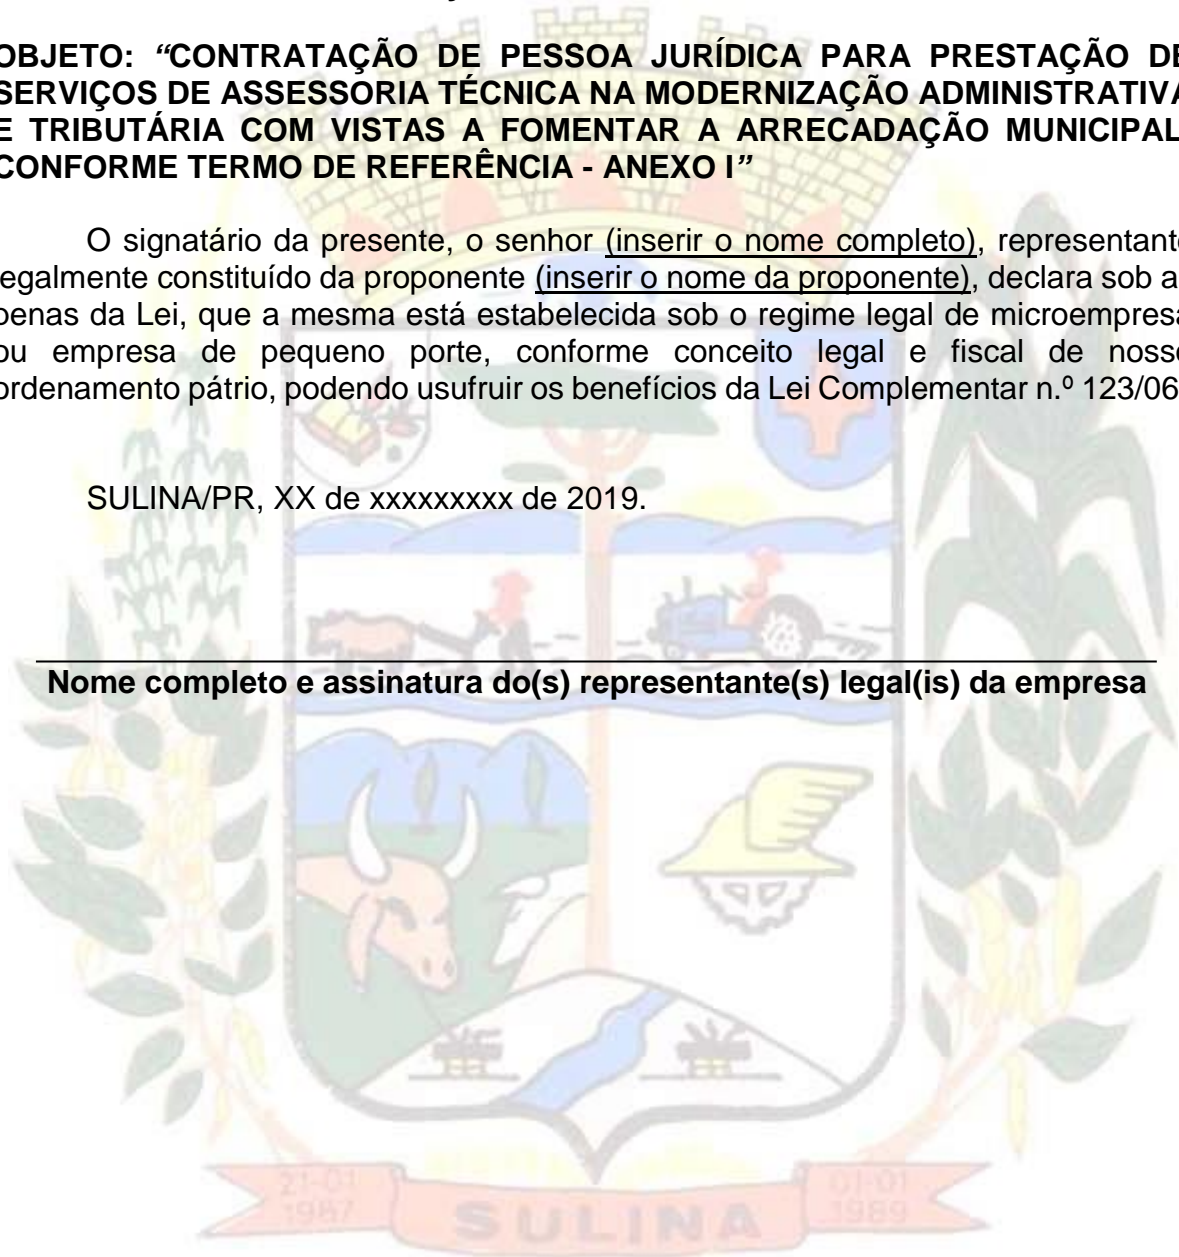 OBJETO: “CONTRATAÇÃO DE PESSOA JURÍDICA PARA PRESTAÇÃO DE
SERVIÇOS DE ASSESSORIA TÉCNICA NA MODERNIZAÇÃO ADMINISTRATIVA
E TRIBUTÁRIA COM VISTAS A FOMENTAR A ARRECADAÇÃO MUNICIPAL,
CONFORME TERMO DE REFERÊNCIA - ANEXO I”
O signatário da presente, o senhor (inserir o nome completo), representante
legalmente constituído da proponente (inserir o nome da proponente), declara sob a
penas da Lei, que a mesma está estabelecida sob o regime legal de microempresa
ou empresa de pequeno porte, conforme conceito legal e fiscal de nosso
ordenamento pátrio, podendo usufruir os benefícios da Lei Complementar n.º 123/06
SULINA/PR, XX de xxxxxxxxx de 2019.
Nome completo e assinatura do(s) representante(s) legal(is) da empresa
21-01 01-01
1987 1989
SULINA